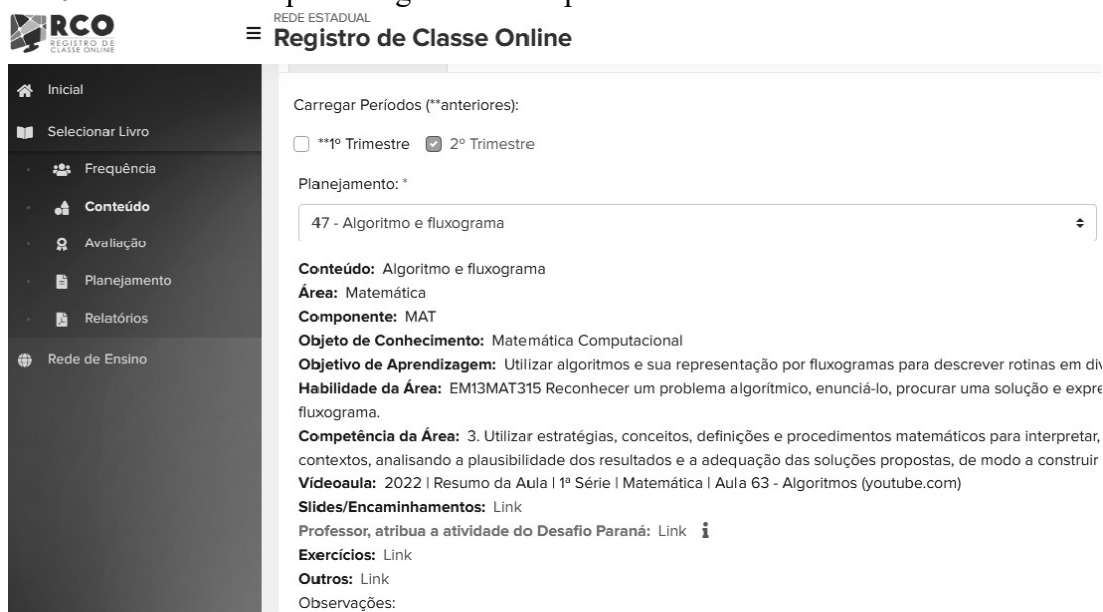 RCO
REGISTRO DE
CLASSE ONLINE
REDE ESTADUAL
Registro de Classe Online
Inicial
Selecionar Livro
Frequência
Conteúdo
Avaliação
Planejamento
Relatórios
Rede de Ensino
Carregar Períodos (**anteriores):
**1º Trimestre 2º Trimestre
Planejamento: *
47 - Algoritmo e fluxograma
Conteúdo: Algoritmo e fluxograma
Área: Matemática
Componente: MAT
Objeto de Conhecimento: Matemática Computacional
Objetivo de Aprendizagem: Utilizar algoritmos e sua representação por fluxogramas para descrever rotinas em div
Habilidade da Área: EM13MAT315 Reconhecer um problema algorítmico, enunciá-lo, procurar uma solução e expre
fluxograma.
Competência da Área: 3. Utilizar estratégias, conceitos, definições e procedimentos matemáticos para interpretar,
contextos, analisando a plausibilidade dos resultados e a adequação das soluções propostas, de modo a construir
Vídeoaula: 2022 | Resumo da Aula | 1ª Série | Matemática | Aula 63 - Algoritmos (youtube.com)
Slides/Encaminhamentos: Link
Professor, atribua a atividade do Desafio Paraná: Link
Exercícios: Link
Outros: Link
Observações: